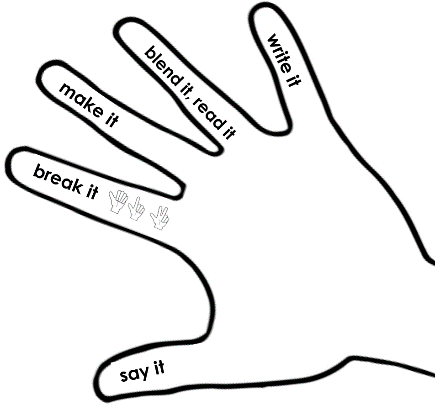 say it
break it
make it
blend it, read it
write it